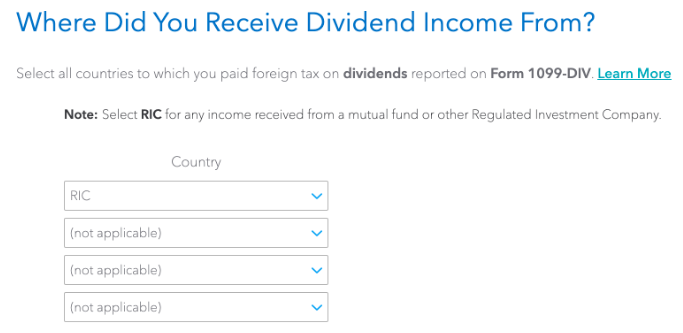 Where Did You Receive Dividend Income From?
Select all countries to which you paid foreign tax on dividends reported on Form 1099-DIV. Learn More
Note: Select RIC for any income received from a mutual fund or other Regulated Investment Company.
Country
RIC
(not applicable)
(not applicable)
(not applicable)